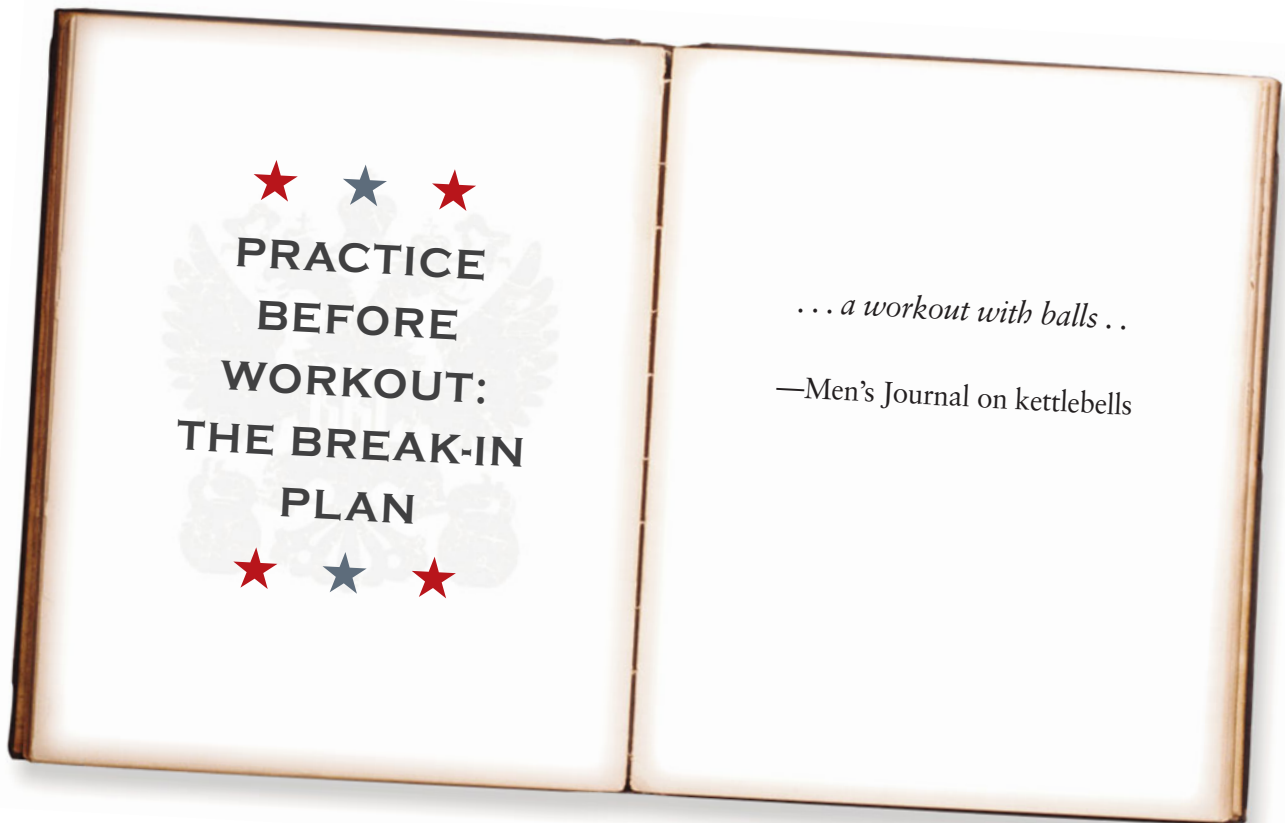 PRACTICE
BEFORE
WORKOUT:
THE BREAK-IN
PLAN
. . . a workout with balls . .
—Men’s Journal on kettlebells